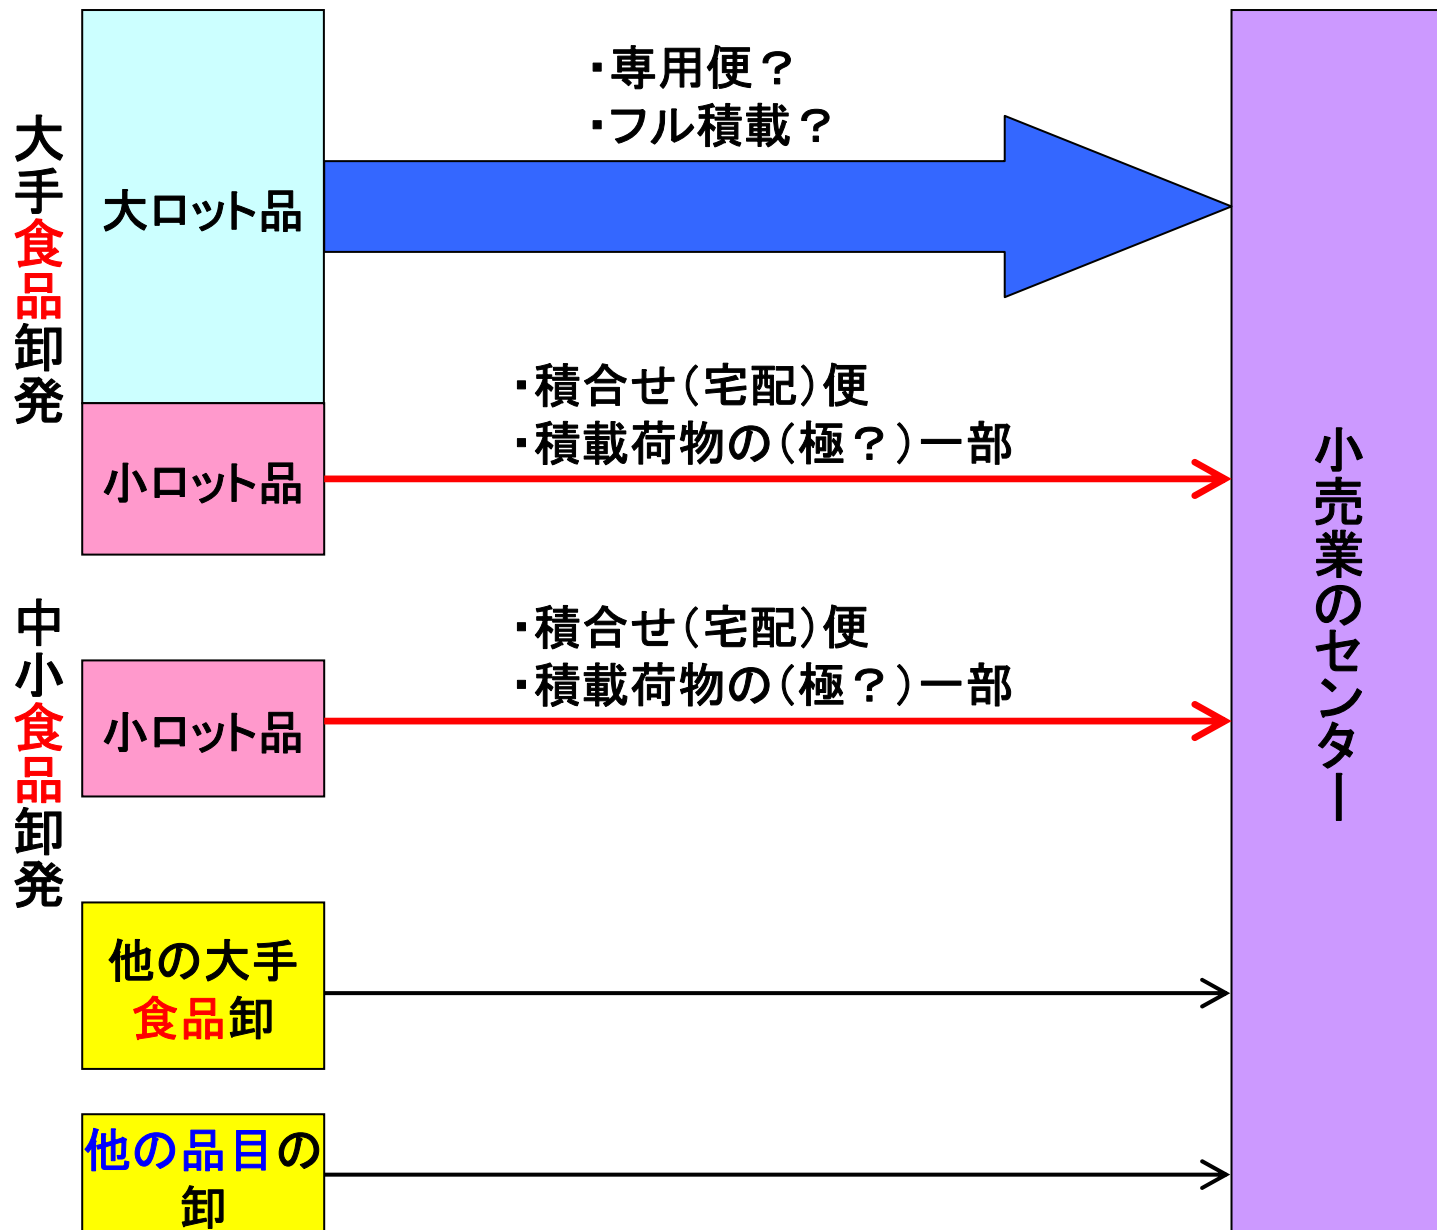 大手食品卸発
大ロット品
・専用便？
・フル積載？
小ロット品
・積合せ（宅配）便
・積載荷物の（極？）一部
中小食品卸発
小ロット品
・積合せ（宅配）便
・積載荷物の（極？）一部
他の大手
食品卸
他の品目の
卸
小売業のセンター